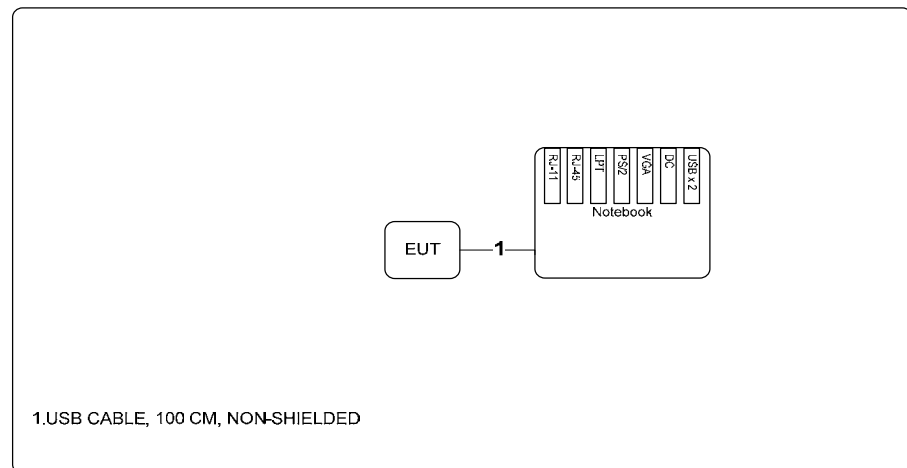 RJ-11
RJ-45
LPT
PS/2
VGA
DC
USB x 2
Notebook
EUT
1
1.USB CABLE, 100 CM, NON-SHIELDED